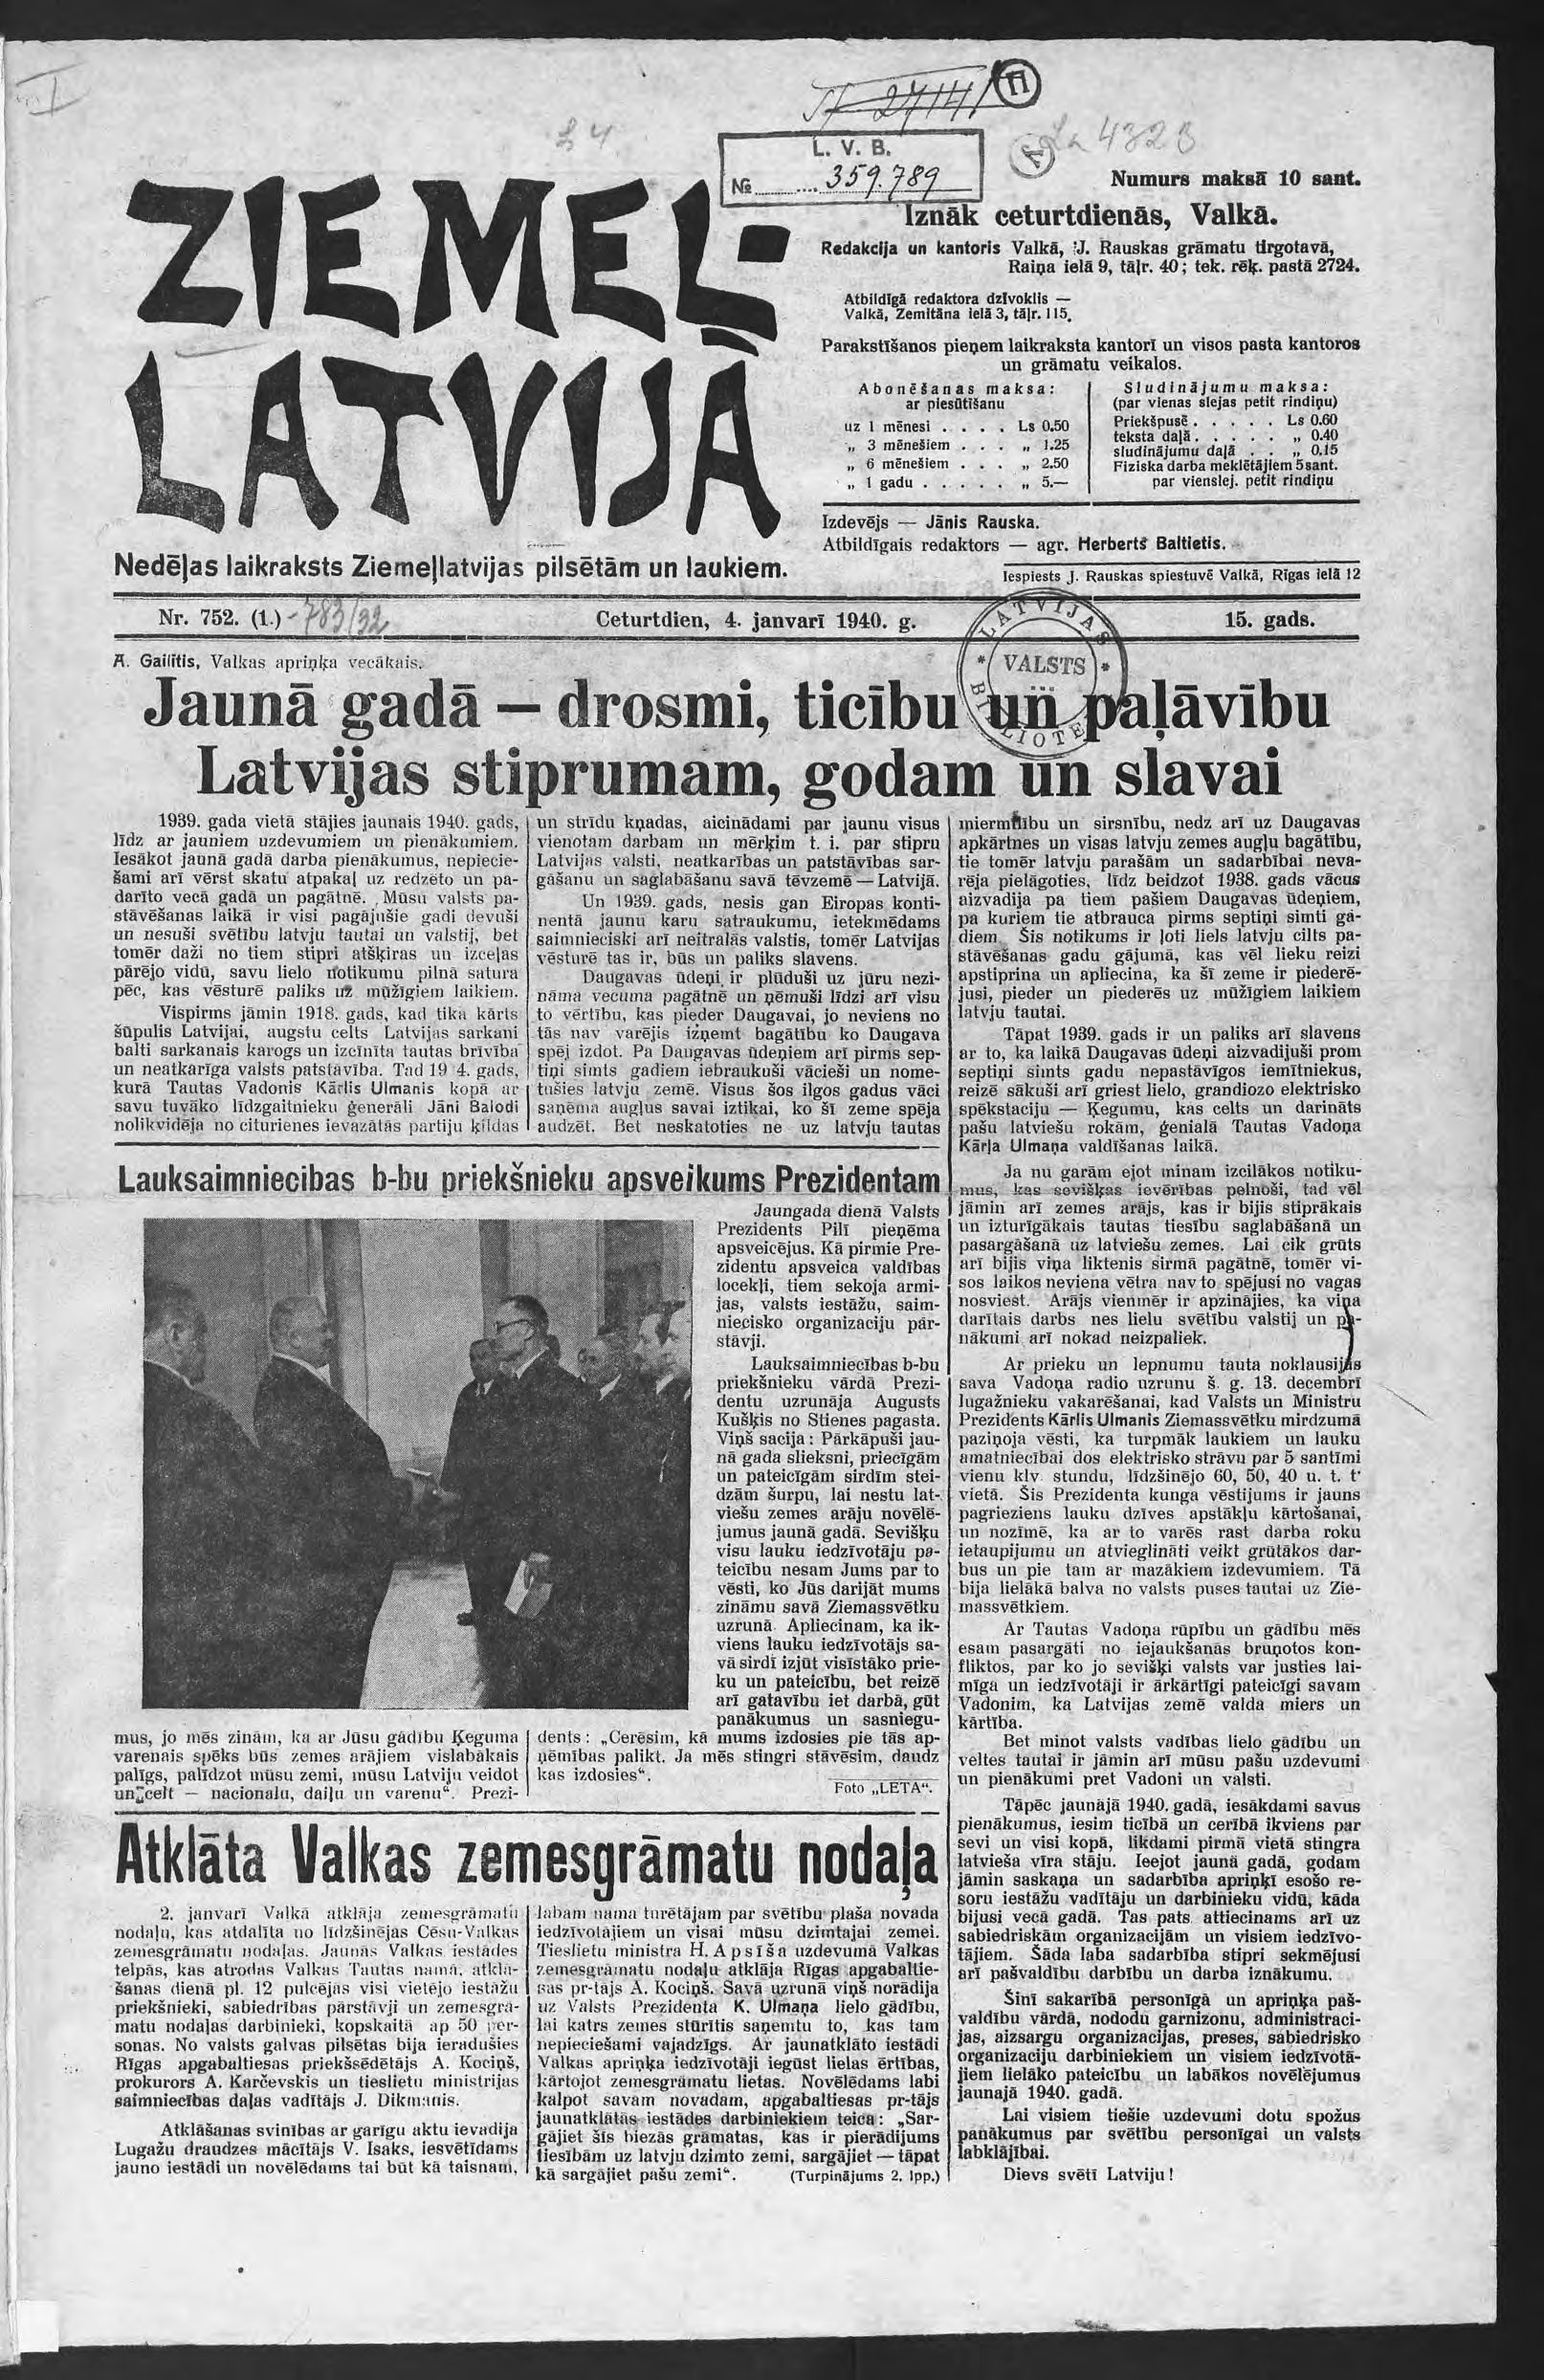 L. V. B.
№ 359.789
4323
ZIEMEĻ-
LATVIJA
Nedēļas laikraksts Ziemeļlatvijas pilsētām un laukiem.
Numurs maksā 10 sant.
Iznāk ceturtdienās, Valkā.
Redakcija un kantoris Valkā, J. Rauskas grāmatu tirgotavā,
Raiņa ielā 9, tāļr. 40; tek. rēķ. pastā 2724.
Atbildīgā redaktora dzīvoklis —
Valkā, Zemitāna ielā 3, tāļr. 115.
Parakstīšanos pieņem laikraksta kantorī un visos pasta kantoros
un grāmatu veikalos.
Abonēšanas maksa:
ar piesūtīšanu
uz 1 mēnesi . . . . Ls 0.50
„ 3 mēnešiem . . . „ 1.25
„ 6 mēnešiem . . . „ 2.50
„ 1 gadu . . . . . „ 5.—
Sludinājumu maksa:
(par vienas slejas petit rindiņu)
Priekšpusē . . . . . Ls 0.60
teksta daļā . . . . . „ 0.40
sludinājumu daļā . . „ 0.15
Fiziska darba meklētājiem 5 sant.
par vienslej. petit rindiņu
Izdevējs — Jānis Rauska.
Atbildīgais redaktors — agr. Herberts Baltietis.
Iespiests J. Rauskas spiestuvē Valkā, Rīgas ielā 12
Nr. 752. (1.) - 783/32
Ceturtdien, 4. janvarī 1940. g.
15. gads.
LATVIJAS VALSTS BIBLIOTE
A. Gailītis, Valkas apriņķa vecākais.
Jaunā gadā — drosmi, ticību un paļāvību
Latvijas stiprumam, godam un slavai
1939. gada vietā stājies jaunais 1940. gads,
līdz ar jauniem uzdevumiem un pienākumiem.
Iesākot jaunā gadā darba pienākumus, nepiecie-
šami arī vērst skatu atpakaļ uz redzēto un pa-
darīto vecā gadā un pagātnē. Mūsu valsts pa-
stāvēšanas laikā ir visi pagājušie gadi devuši
un nesuši svētību latvju tautai un valstij, bet
tomēr daži no tiem stipri atšķiras un izceļas
pārējo vidū, savu lielo notikumu pilnā satura
pēc, kas vēsturē paliks uz mūžīgiem laikiem.
Vispirms jāmin 1918. gads, kad tika kārts
šūpulis Latvijai, augstu celts Latvijas sarkani
balti sarkanais karogs un izcīnīta tautas brīvība
un neatkarīga valsts patstāvība. Tad 19 4. gads,
kurā Tautas Vadonis Kārlis Ulmanis kopā ar
savu tuvāko līdzgaitnieku ģenerāli Jāni Balodi
nolikvidēja no citurienes ievazātās partiju ķildas
un strīdu kņadas, aicinādami par jaunu visus
vienotam darbam un mērķim t. i. par stipru
Latvijas valsti, neatkarības un patstāvības sar-
gāšanu un saglabāšanu savā tēvzemē — Latvijā.
Un 1939. gads, nesis gan Eiropas konti-
nentā jaunu karu satraukumu, ietekmēdams
saimnieciski arī neitrālās valstis, tomēr Latvijas
vēsturē tas ir, būs un paliks slavens.
Daugavas ūdeņi ir plūduši uz jūru nezi-
nāma vecuma pagātnē un ņēmuši līdzi arī visu
to vērtību, kas pieder Daugavai, jo neviens no
tās nav varējis izņemt bagātību ko Daugava
spēj izdot. Pa Daugavas ūdeņiem arī pirms sep-
tiņi simts gadiem iebraukuši vācieši un nome-
tušies latvju zemē. Visus šos ilgos gadus vāci
saņēma augļus savai iztikai, ko šī zeme spēja
audzēt. Bet neskatoties ne uz latvju tautas
miermīlību un sirsnību, nedz arī uz Daugavas
apkārtnes un visas latvju zemes augļu bagātību,
tie tomēr latvju parašām un sadarbībai neva-
rēja pielāgoties, līdz beidzot 1938. gads vācus
aizvadīja pa tiem pašiem Daugavas ūdeņiem,
pa kuriem tie atbrauca pirms septiņi simti ga-
diem. Šis notikums ir ļoti liels latvju cilts pa-
stāvēšanas gadu gājumā, kas vēl lieku reizi
apstiprina un apliecina, ka šī zeme ir piederē-
jusi, pieder un piederēs uz mūžīgiem laikiem
latvju tautai.
Tāpat 1939. gads ir un paliks arī slavens
ar to, ka laikā Daugavas ūdeņi aizvadijuši prom
septiņi simts gadu nepastāvīgos iemītniekus,
reizē sākuši arī griest lielo, grandiozo elektrisko
spēkstaciju — Ķegumu, kas celts un darināts
pašu latviešu rokām, ģeniālā Tautas Vadoņa
Kārļa Ulmaņa valdīšanas laikā.
Ja nu garām ejot minam izcilākos notiku-
mus, kas sevišķas ievērības pelnoši, tad vēl
jāmin arī zemes arājs, kas ir bijis stiprākais
un izturīgākais tautas tiesību saglabāšanā un
pasargāšanā uz latviešu zemes. Lai cik grūts
arī bijis viņa liktenis sirmā pagātnē, tomēr vi-
sos laikos neviena vētra nav to spējusi no vagas
nosviest. Arājs vienmēr ir apzinājies, ka viņa
darītais darbs nes lielu svētību valstij un pa-
nākumi arī nekad neizpaliek.
Ar prieku un lepnumu tauta noklausijās
sava Vadoņa radio uzrunu š. g. 13. decembrī
lugažnieku vakarēšanai, kad Valsts un Ministru
Prezidents Kārlis Ulmanis Ziemassvētku mirdzumā
paziņoja vēsti, ka turpmāk laukiem un lauku
amatniecībai dos elektrisko strāvu par 5 santīmi
vienu klv. stundu, līdzšinējo 60, 50, 40 u. t. t.
vietā. Šis Prezidenta kunga vēstijums ir jauns
pagrieziens lauku dzīves apstākļu kārtošanai,
un nozīmē, ka ar to varēs rast darba roku
ietaupijumu un atvieglināti veikt grūtākos dar-
bus un pie tam ar mazākiem izdevumiem. Tā
bija lielākā balva no valsts puses tautai uz Zie-
massvētkiem.
Ar Tautas Vadoņa rūpību un gādību mēs
esam pasargāti no iejaukšanās bruņotos kon-
fliktos, par ko jo sevišķi valsts var justies lai-
mīga un iedzīvotāji ir ārkārtīgi pateicīgi savam
Vadonim, ka Latvijas zemē valda miers un
kārtība.
Bet minot valsts vadības lielo gādību un
veltes tautai ir jāmin arī mūsu pašu uzdevumi
un pienākumi pret Vadoni un valsti.
Tāpēc jaunājā 1940. gadā, iesākdami savus
pienākumus, iesim ticībā un cerībā ikviens par
sevi un visi kopā, likdami pirmā vietā stingra
latvieša vīra stāju. Ieejot jaunā gadā, godam
jāmin saskaņa un sadarbība apriņķī esošo re-
soru iestāžu vadītāju un darbinieku vidū, kāda
bijusi vecā gadā. Tas pats attiecinams arī uz
sabiedriskām organizacijām un visiem iedzīvo-
tājiem. Šāda laba sadarbība stipri sekmējusi
arī pašvaldību darbību un darba iznākumu.
Šinī sakarībā personīgā un apriņķa paš-
valdību vārdā, nododu garnizonu, administraci-
jas, aizsargu organizacijas, preses, sabiedrisko
organizaciju darbiniekiem un visiem iedzīvotā-
jiem lielāko pateicību un labākos novēlējumus
jaunajā 1940. gadā.
Lai visiem tiešie uzdevumi dotu spožus
panākumus par svētību personīgai un valsts
labklājībai.
Dievs svētī Latviju!
Lauksaimniecibas b-bu priekšnieku apsveikums Prezidentam
Jaungada dienā Valsts
Prezidents Pilī pieņēma
apsveicējus. Kā pirmie Pre-
zidentu apsveica valdības
locekļi, tiem sekoja armi-
jas, valsts iestāžu, saim-
niecisko organizāciju pār-
stāvji.
Lauksaimniecības b-bu
priekšnieku vārdā Prezi-
dentu uzrunāja Augusts
Kušķis no Stienes pagasta.
Viņš sacija: Pārkāpuši jau-
nā gada slieksni, priecīgām
un pateicīgām sirdīm stei-
dzām šurpu, lai nestu lat-
viešu zemes arāju novēlē-
jumus jaunā gadā. Sevišķu
visu lauku iedzīvotāju pa-
teicību nesam Jums par to
vēsti, ko Jūs darijāt mums
zināmu savā Ziemassvētku
uzrunā. Apliecinam, ka ik-
viens lauku iedzīvotājs sa-
vā sirdī izjūt visīstāko prie-
ku un pateicību, bet reizē
arī gatavību iet darbā, gūt
panākumus un sasniegu-
mus, jo mēs zinām, ka ar Jūsu gādību Ķeguma
varenais spēks būs zemes arājiem vislabākais
palīgs, palīdzot mūsu zemi, mūsu Latviju veidot
un celt — nacionalu, daiļu un varenu“. Prezi-
dents: „Cerēsim, kā mums izdosies pie tās ap-
ņēmības palikt. Ja mēs stingri stāvēsim, daudz
kas izdosies“.
Foto „LETA“.
Atklāta Valkas zemesgrāmatu nodaļa
2. janvarī Valkā atklāja zemesgrāmatu
nodaļu, kas atdalīta no līdzšinējās Cēsu-Valkas
zemesgrāmatu nodaļas. Jaunās Valkas iestādes
telpās, kas atrodas Valkas Tautas namā, atklā-
šanas dienā pl. 12 pulcējas visi vietējo iestāžu
priekšnieki, sabiedrības pārstāvji un zemesgrā-
matu nodaļas darbinieki, kopskaitā ap 50 per-
sonas. No valsts galvas pilsētas bija ieradušies
Rīgas apgabaltiesas priekšsēdētājs A. Kociņš,
prokurors A. Karčevskis un tieslietu ministrijas
saimniecības daļas vadītājs J. Dikmanis.
Atklāšanas svinības ar garīgu aktu ievadija
Lugažu draudzes mācītājs V. Isaks, iesvētīdams
jauno iestādi un novēlēdams tai būt kā taisnam,
labam nama turētājam par svētību plaša novada
iedzīvotājiem un visai mūsu dzimtajai zemei.
Tieslietu ministra H. Apsīša uzdevumā Valkas
zemesgrāmatu nodaļu atklāja Rīgas apgabaltie-
sas pr-tājs A. Kociņš. Savā uzrunā viņš norādija
uz Valsts Prezidenta K. Ulmaņa lielo gādību,
lai katrs zemes stūrītis saņemtu to, kas tam
nepieciešami vajadzīgs. Ar jaunatklāto iestādi
Valkas apriņķa iedzīvotāji iegūst lielas ērtības,
kārtojot zemesgrāmatu lietas. Novēlēdams labi
kalpot savam novadam, apgabaltiesas pr-tājs
jaunatklātās iestādes darbiniekiem teica: „Sar-
gājiet šīs biezās grāmatas, kas ir pierādijums
tiesībām uz latvju dzimto zemi, sargājiet — tāpat
kā sargājiet pašu zemi“.
(Turpinājums 2. lpp.)